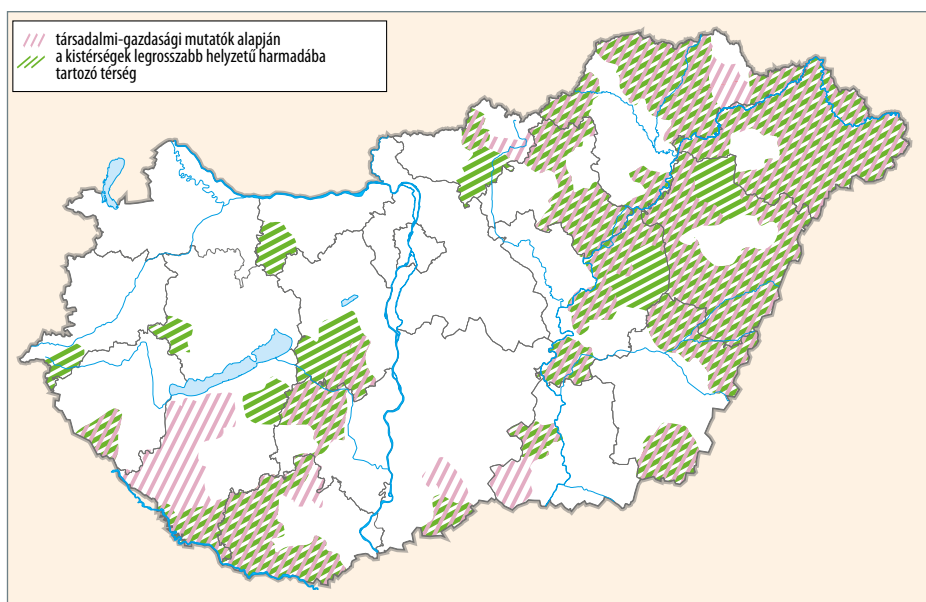 társadalmi-gazdasági mutatók alapján
a kistérségek legrosszabb helyzetű harmadába
tartozó térség